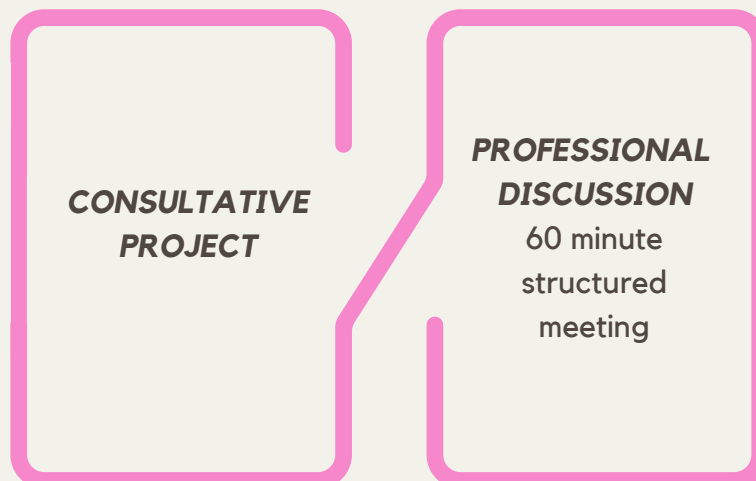 CONSULTATIVE
PROJECT
PROFESSIONAL
DISCUSSION
60 minute
structured
meeting